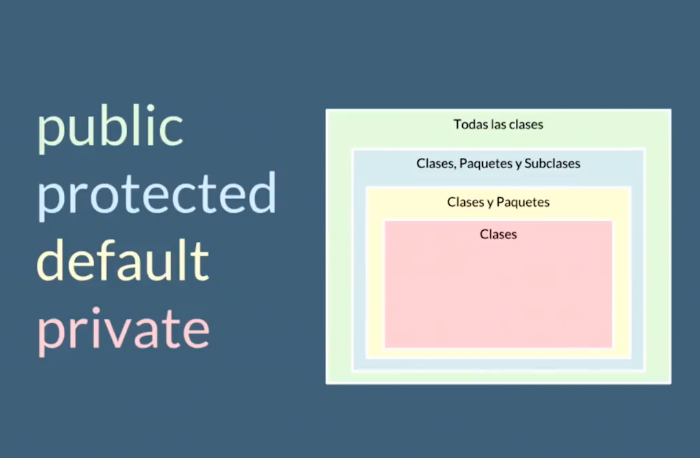 public
protected
default
private
Todas las clases
Clases, Paquetes y Subclases
Clases y Paquetes
Clases